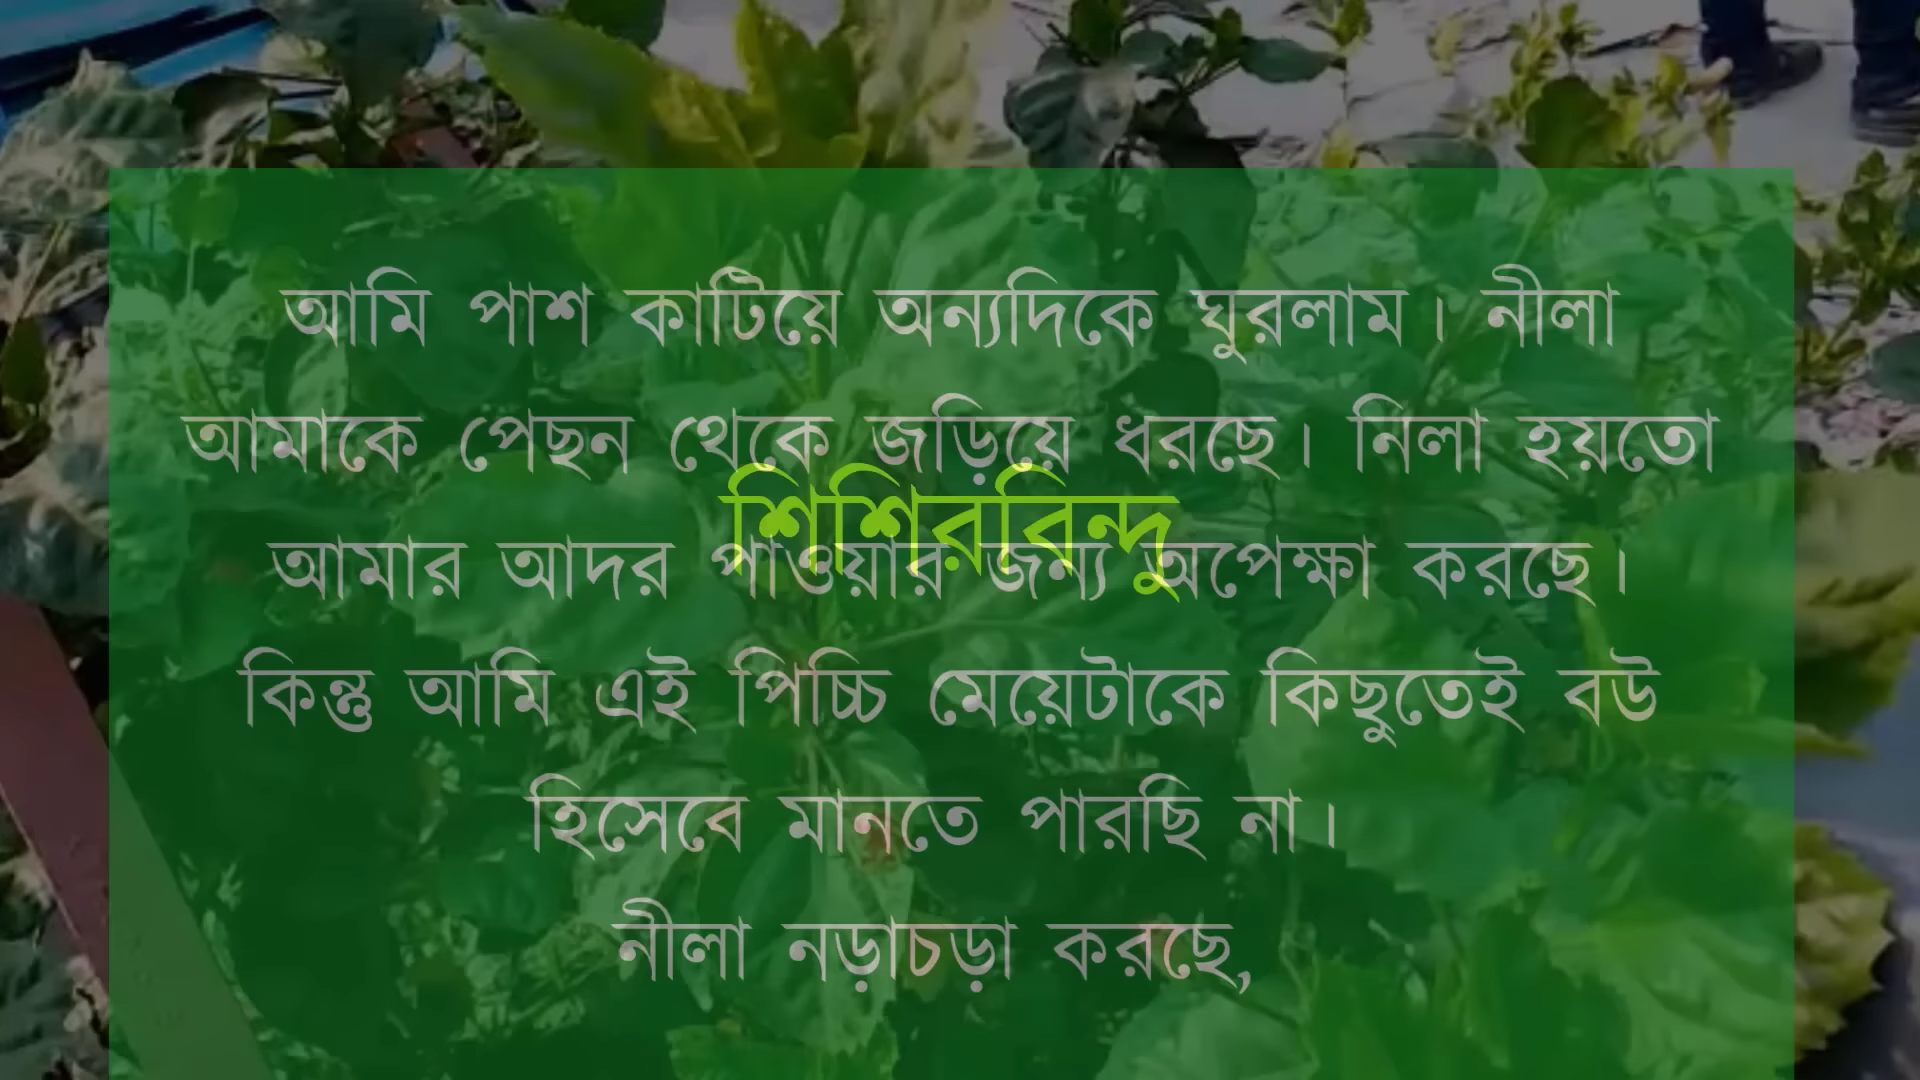 আমি পাশ কাটিয়ে অন্যদিকে ঘুরলাম। নীলা
আমাকে পেছন থেকে জড়িয়ে ধরছে। নিলা হয়তো
শিশিরবিন্দু
আমার আদর পাওয়ার জন্য অপেক্ষা করছে।
কিন্তু আমি এই পিচ্চি মেয়েটাকে কিছুতেই বউ
হিসেবে মানতে পারছি না।
নীলা নড়াচড়া করছে,